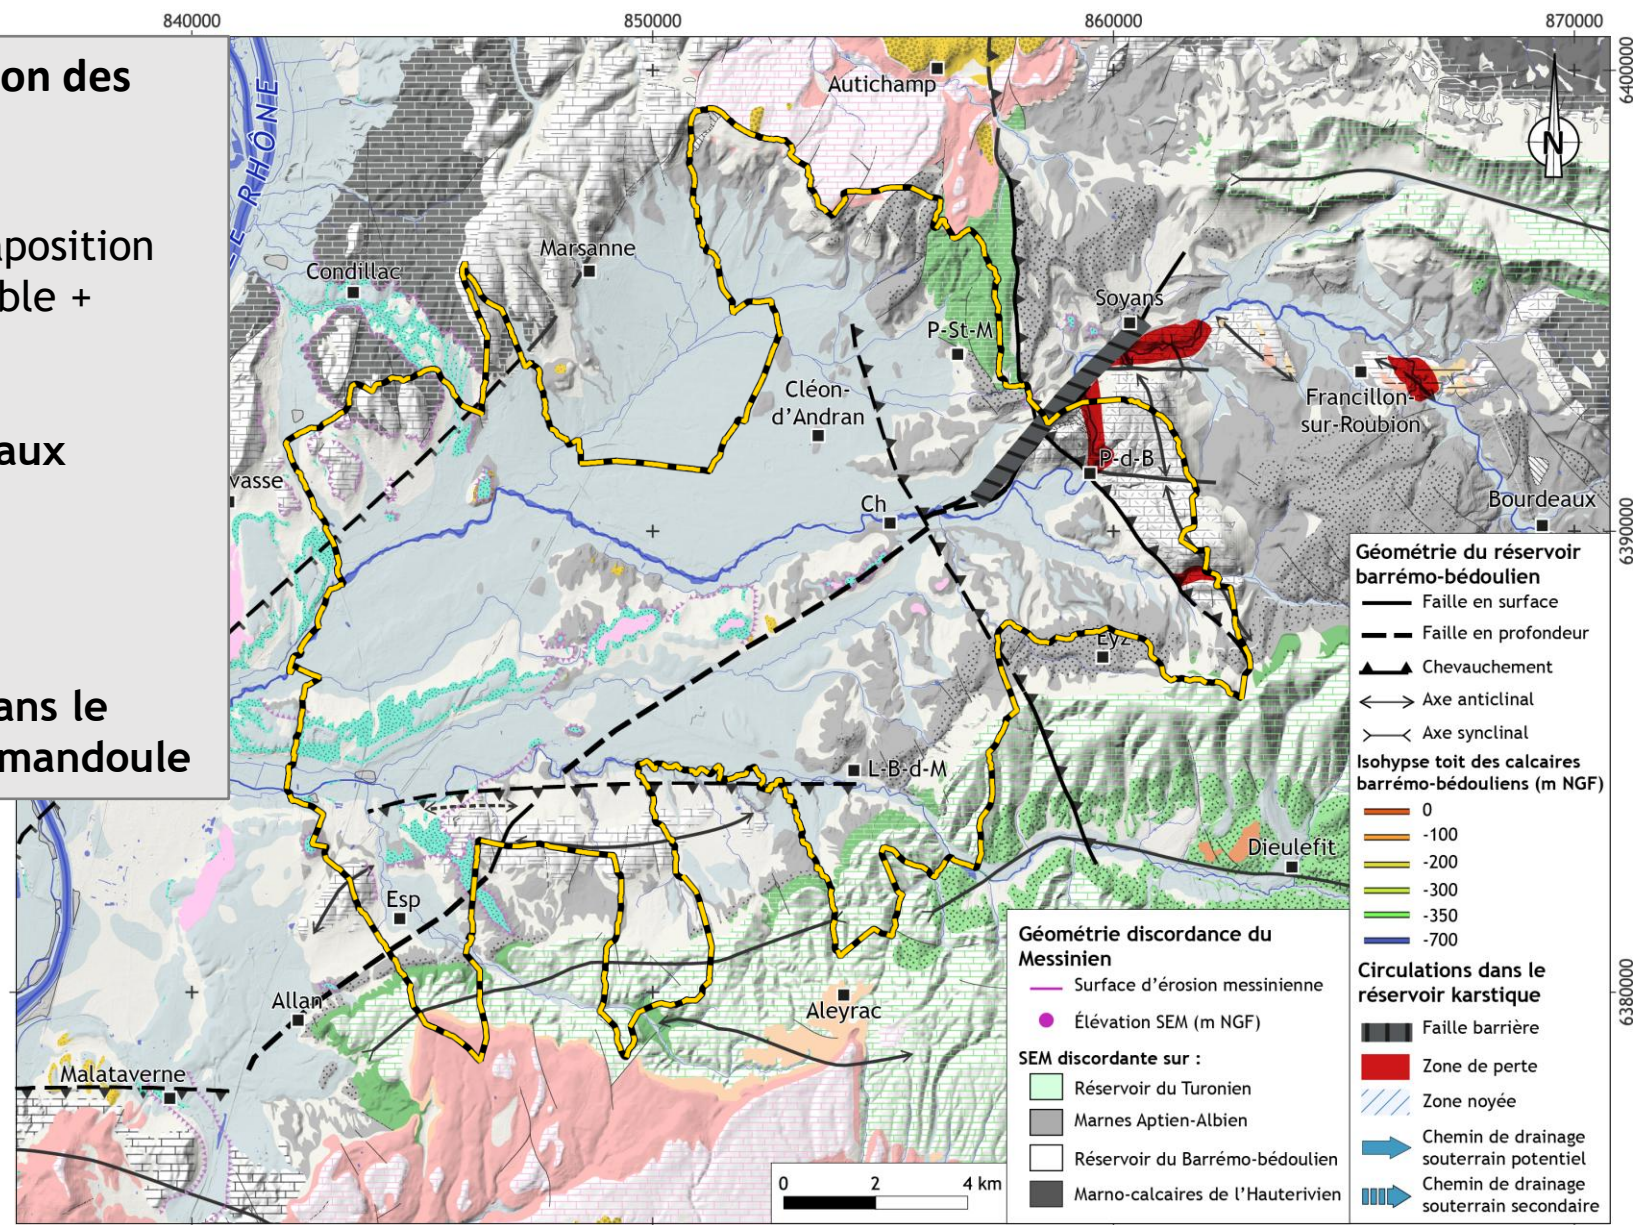 840000
850000
860000
870000
on des
position
ble +
aux
ans le
mandoule
6400000
6390000
6380000
RHÔNE
N
Autichamp
Marsanne
Condillac
Soyans
P-St-M
Cléon-
d'Andran
Francillon-
sur-Roubion
P-d-B
vasse
Ch
Bourdeaux
Eyz
L-B-d-M
Dieulefit
Esp
Allan
Aleyrac
Malataverne
Géométrie du réservoir
barrémo-bédoulien
Faille en surface
Faille en profondeur
Chevauchement
Axe anticlinal
Axe synclinal
Isohypse toit des calcaires
barrémo-bédouliens (m NGF)
0
-100
-200
-300
-350
-700
Circulations dans le
réservoir karstique
Faille barrière
Zone de perte
Zone noyée
Chemin de drainage
souterrain potentiel
Chemin de drainage
souterrain secondaire
Géométrie discordance du
Messinien
Surface d'érosion messinienne
Élévation SEM (m NGF)
SEM discordante sur :
Réservoir du Turonien
Marnes Aptien-Albien
Réservoir du Barrémo-bédoulien
Marno-calcaires de l'Hauterivien
0 2 4 km